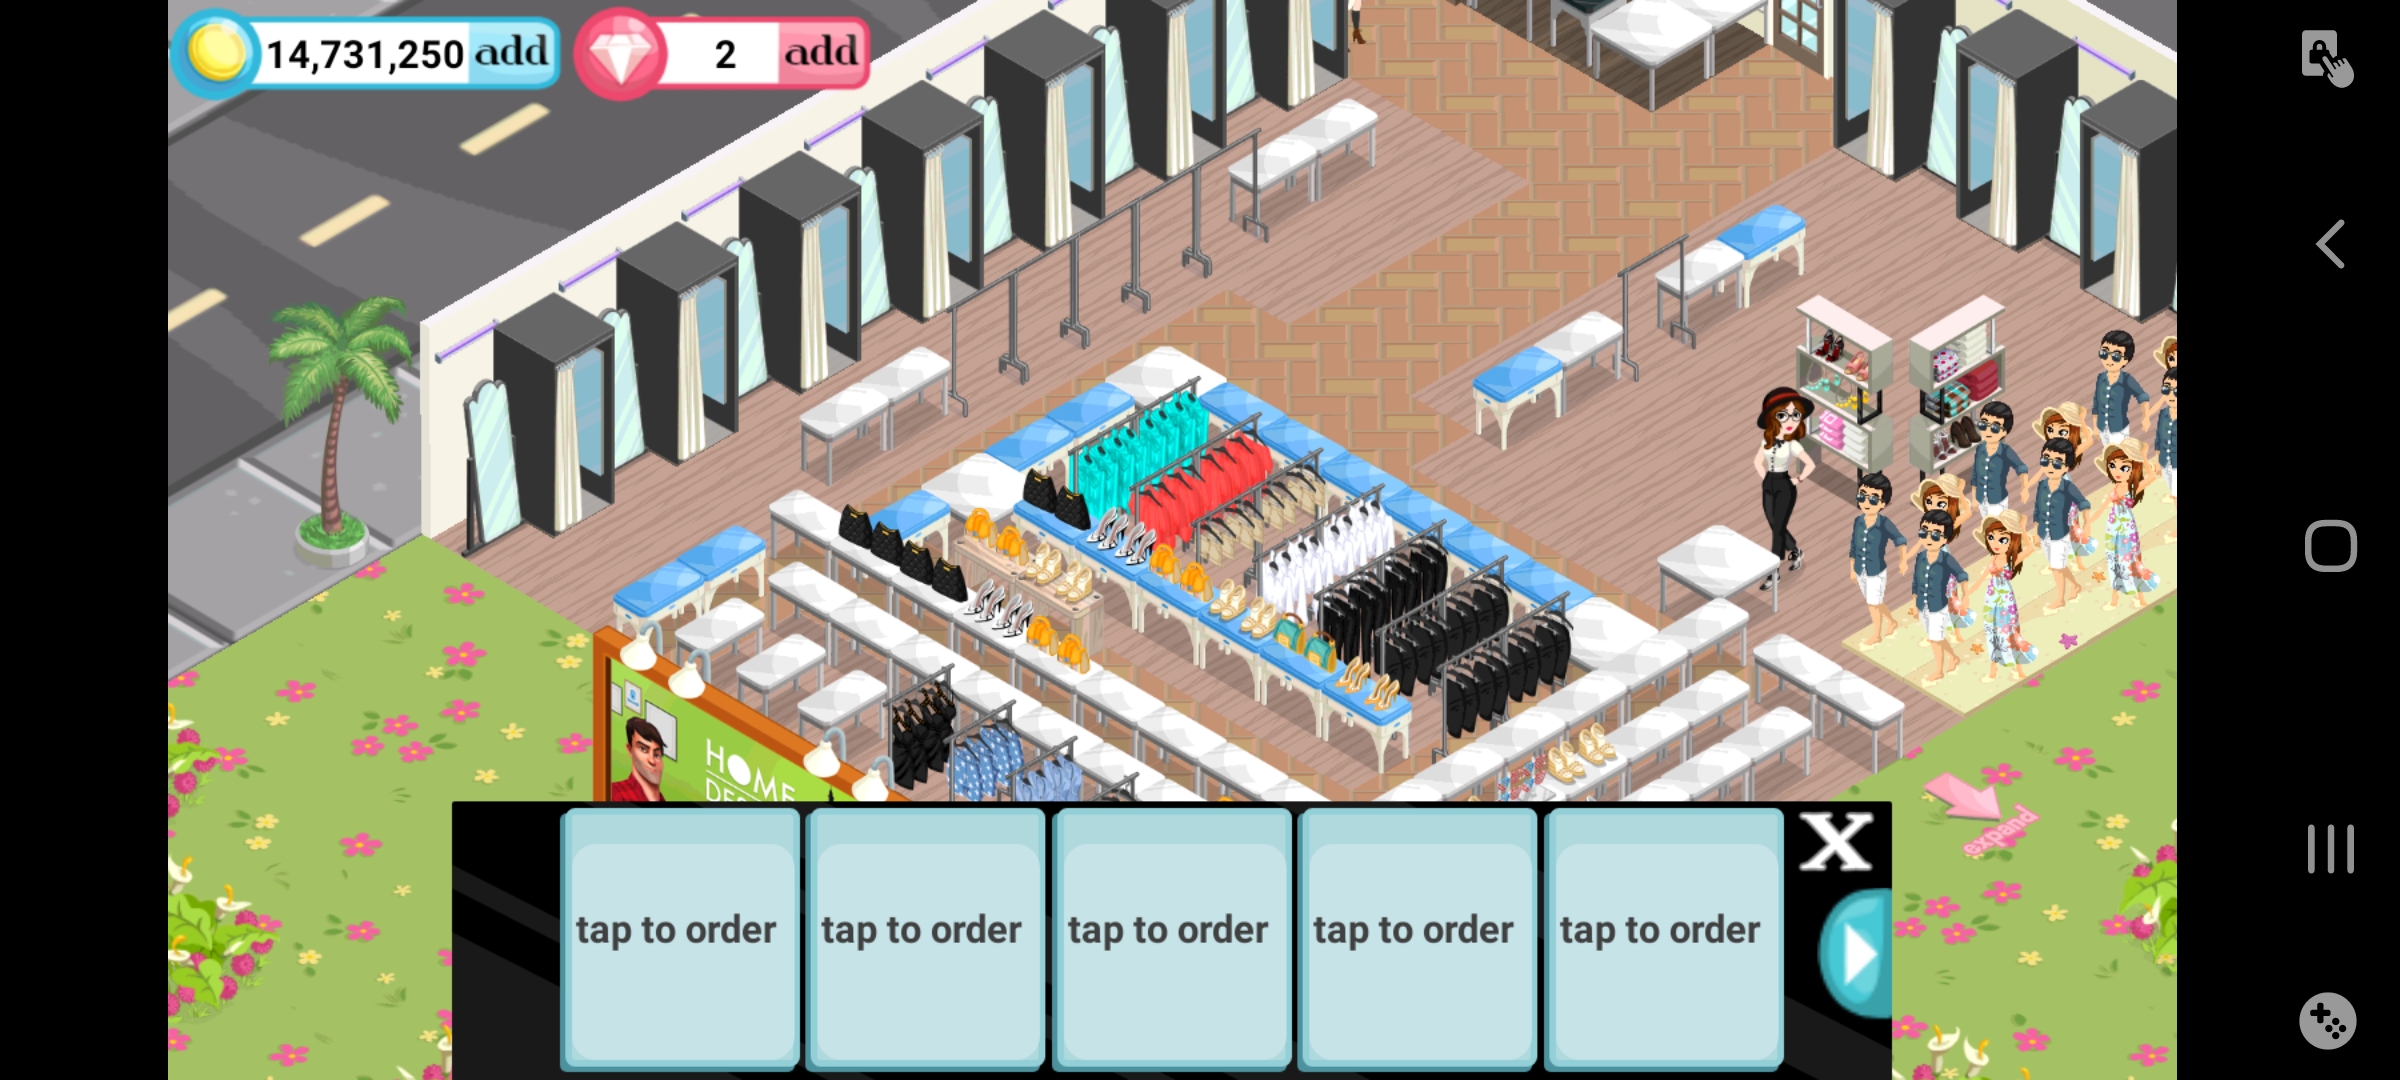 14,731,250 add
2 add
HOME
expand
X
tap to order
tap to order
tap to order
tap to order
tap to order